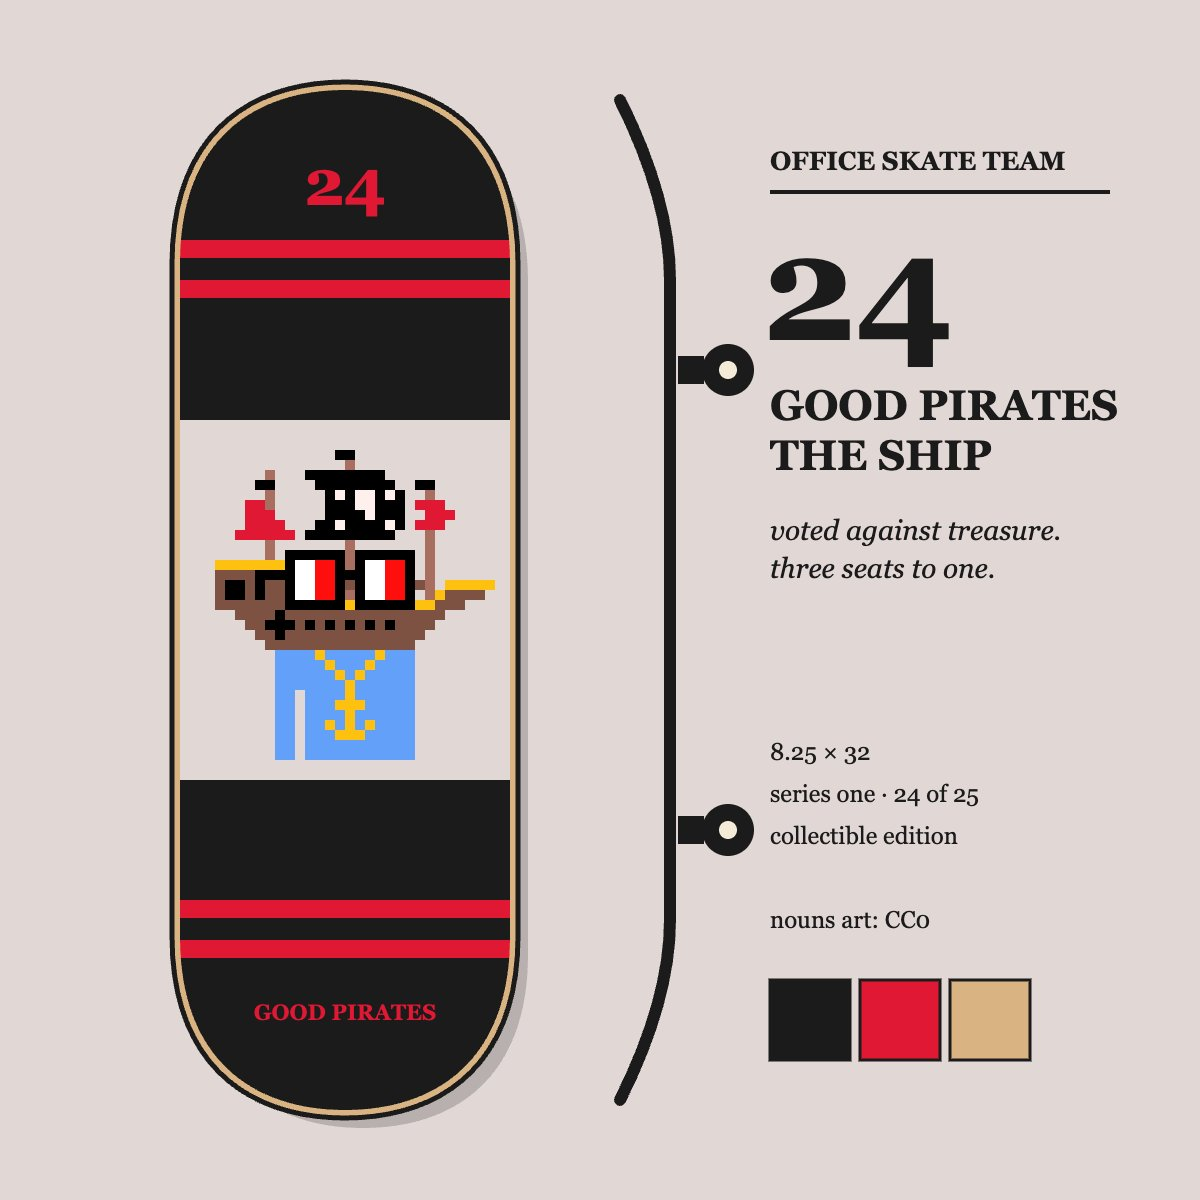 24
GOOD PIRATES
OFFICE SKATE TEAM
24
GOOD PIRATES
THE SHIP
voted against treasure.
three seats to one.
8.25 × 32
series one · 24 of 25
collectible edition
nouns art: CC0